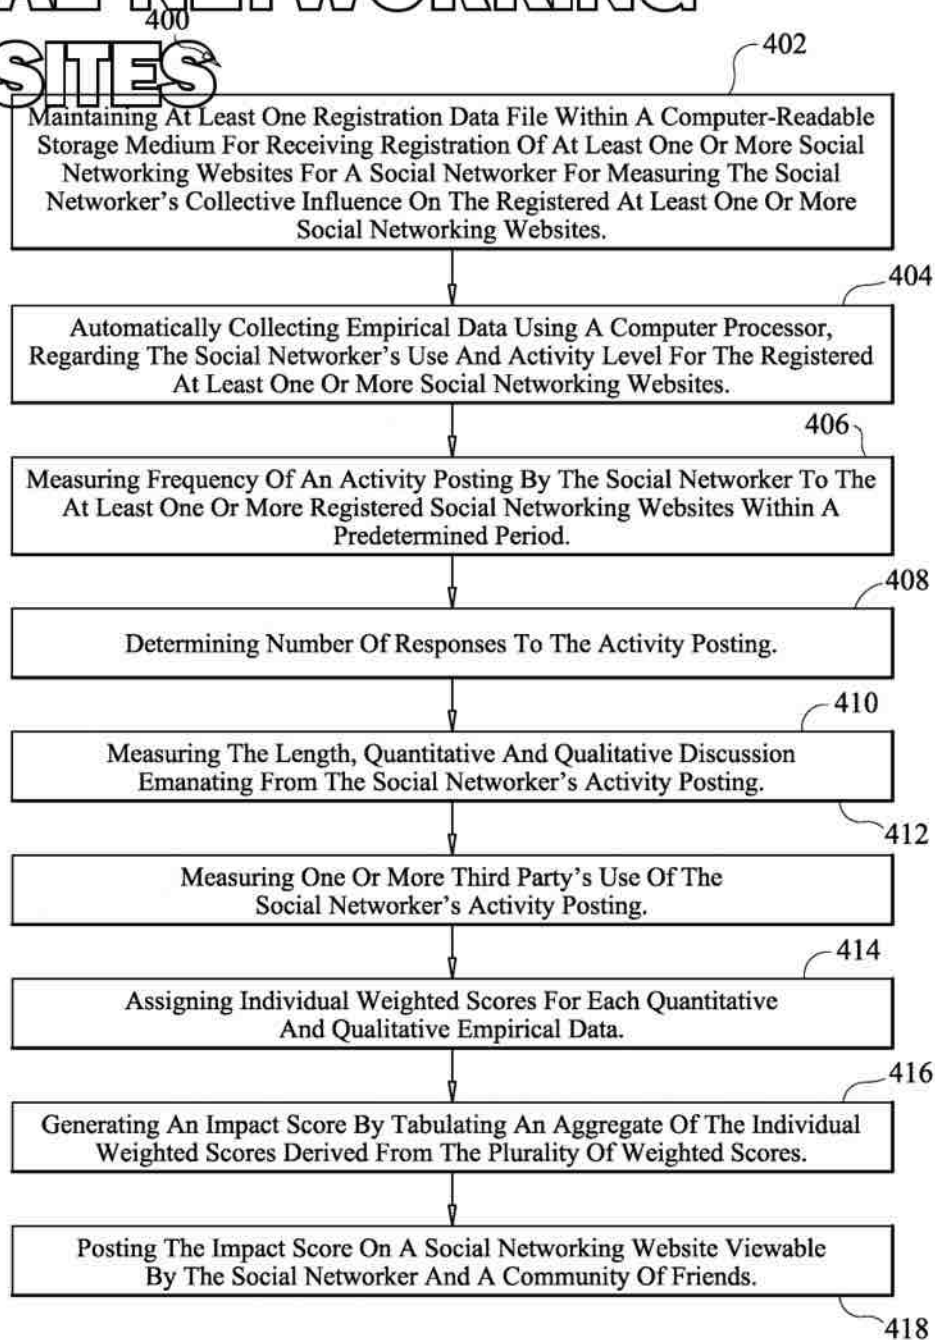 AL NETWORKING
400
SITES
402
Maintaining At Least One Registration Data File Within A Computer-Readable
Storage Medium For Receiving Registration Of At Least One Or More Social
Networking Websites For A Social Networker For Measuring The Social
Networker's Collective Influence On The Registered At Least One Or More
Social Networking Websites.
404
Automatically Collecting Empirical Data Using A Computer Processor,
Regarding The Social Networker's Use And Activity Level For The Registered
At Least One Or More Social Networking Websites.
406
Measuring Frequency Of An Activity Posting By The Social Networker To The
At Least One Or More Registered Social Networking Websites Within A
Predetermined Period.
408
Determining Number Of Responses To The Activity Posting.
410
Measuring The Length, Quantitative And Qualitative Discussion
Emanating From The Social Networker's Activity Posting.
412
Measuring One Or More Third Party's Use Of The
Social Networker's Activity Posting.
414
Assigning Individual Weighted Scores For Each Quantitative
And Qualitative Empirical Data.
416
Generating An Impact Score By Tabulating An Aggregate Of The Individual
Weighted Scores Derived From The Plurality Of Weighted Scores.
Posting The Impact Score On A Social Networking Website Viewable
By The Social Networker And A Community Of Friends.
418